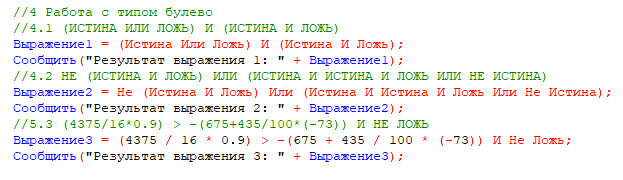 //4 Работа с типом булево
//4.1 (ИСТИНА ИЛИ ЛОЖЬ) И (ИСТИНА И ЛОЖЬ)
Выражение1 = (Истина Или Ложь) И (Истина И Ложь);
Сообщить("Результат выражения 1: " + Выражение1);
//4.2 НЕ (ИСТИНА И ЛОЖЬ) ИЛИ (ИСТИНА И ИСТИНА И ЛОЖЬ ИЛИ НЕ ИСТИНА)
Выражение2 = Не (Истина И Ложь) Или (Истина И Истина И Ложь Или Не Истина);
Сообщить("Результат выражения 2: " + Выражение2);
//5.3 (4375/16*0.9) > -(675+435/100*(-73)) И НЕ ЛОЖЬ
Выражение3 = (4375 / 16 * 0.9) > -(675 + 435 / 100 * (-73)) И Не Ложь;
Сообщить("Результат выражения 3: " + Выражение3);